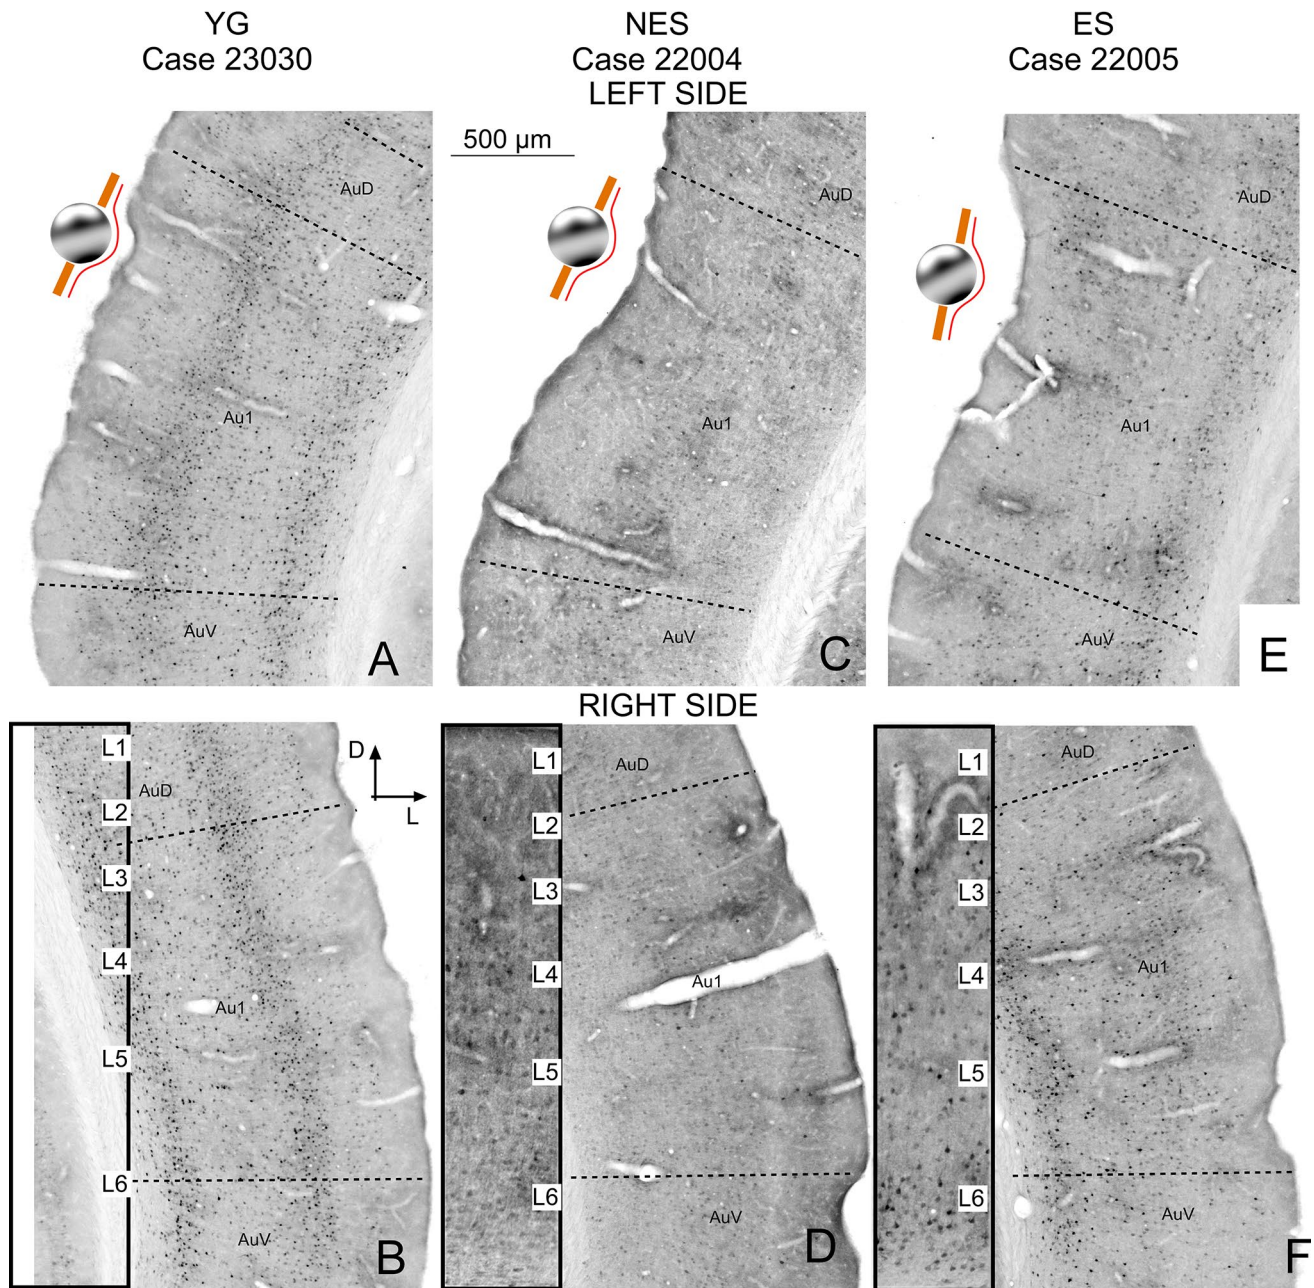 YG
Case 23030
NES
Case 22004
ES
Case 22005
LEFT SIDE
500 µm
AuD
Au1
AuV
A
AuD
Au1
AuV
C
AuD
Au1
AuV
E
RIGHT SIDE
L1
L2
L3
L4
L5
L6
D
L
AuD
Au1
AuV
B
L1
L2
L3
L4
L5
L6
AuD
Au1
AuV
D
L1
L2
L3
L4
L5
L6
AuD
Au1
AuV
F